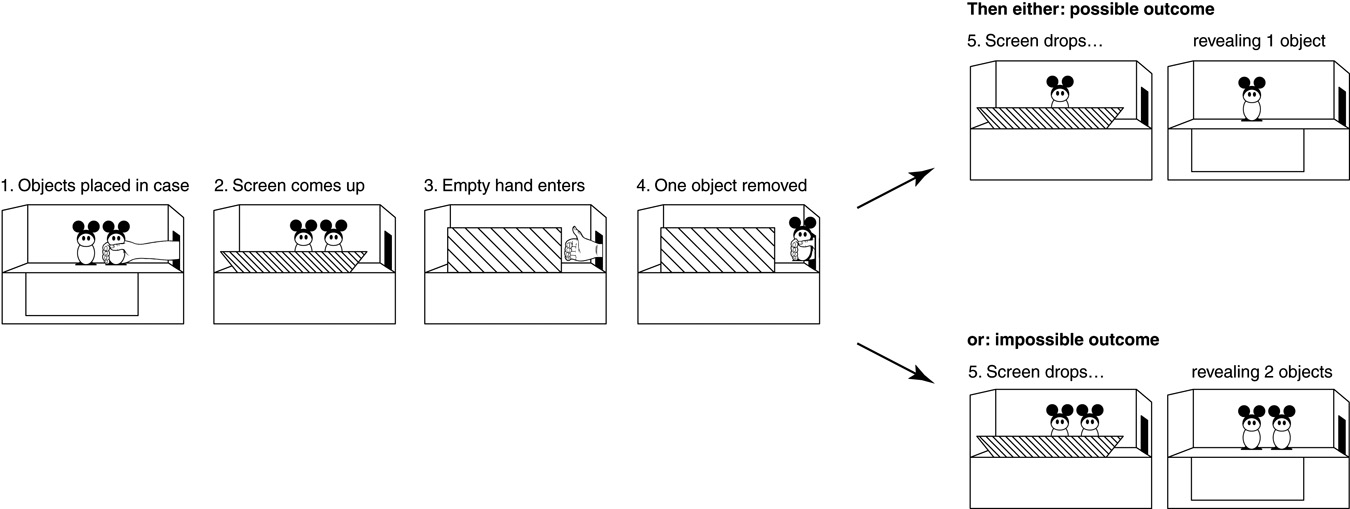 1. Objects placed in case
2. Screen comes up
3. Empty hand enters
4. One object removed
Then either: possible outcome
5. Screen drops…
revealing 1 object
or: impossible outcome
5. Screen drops…
revealing 2 objects